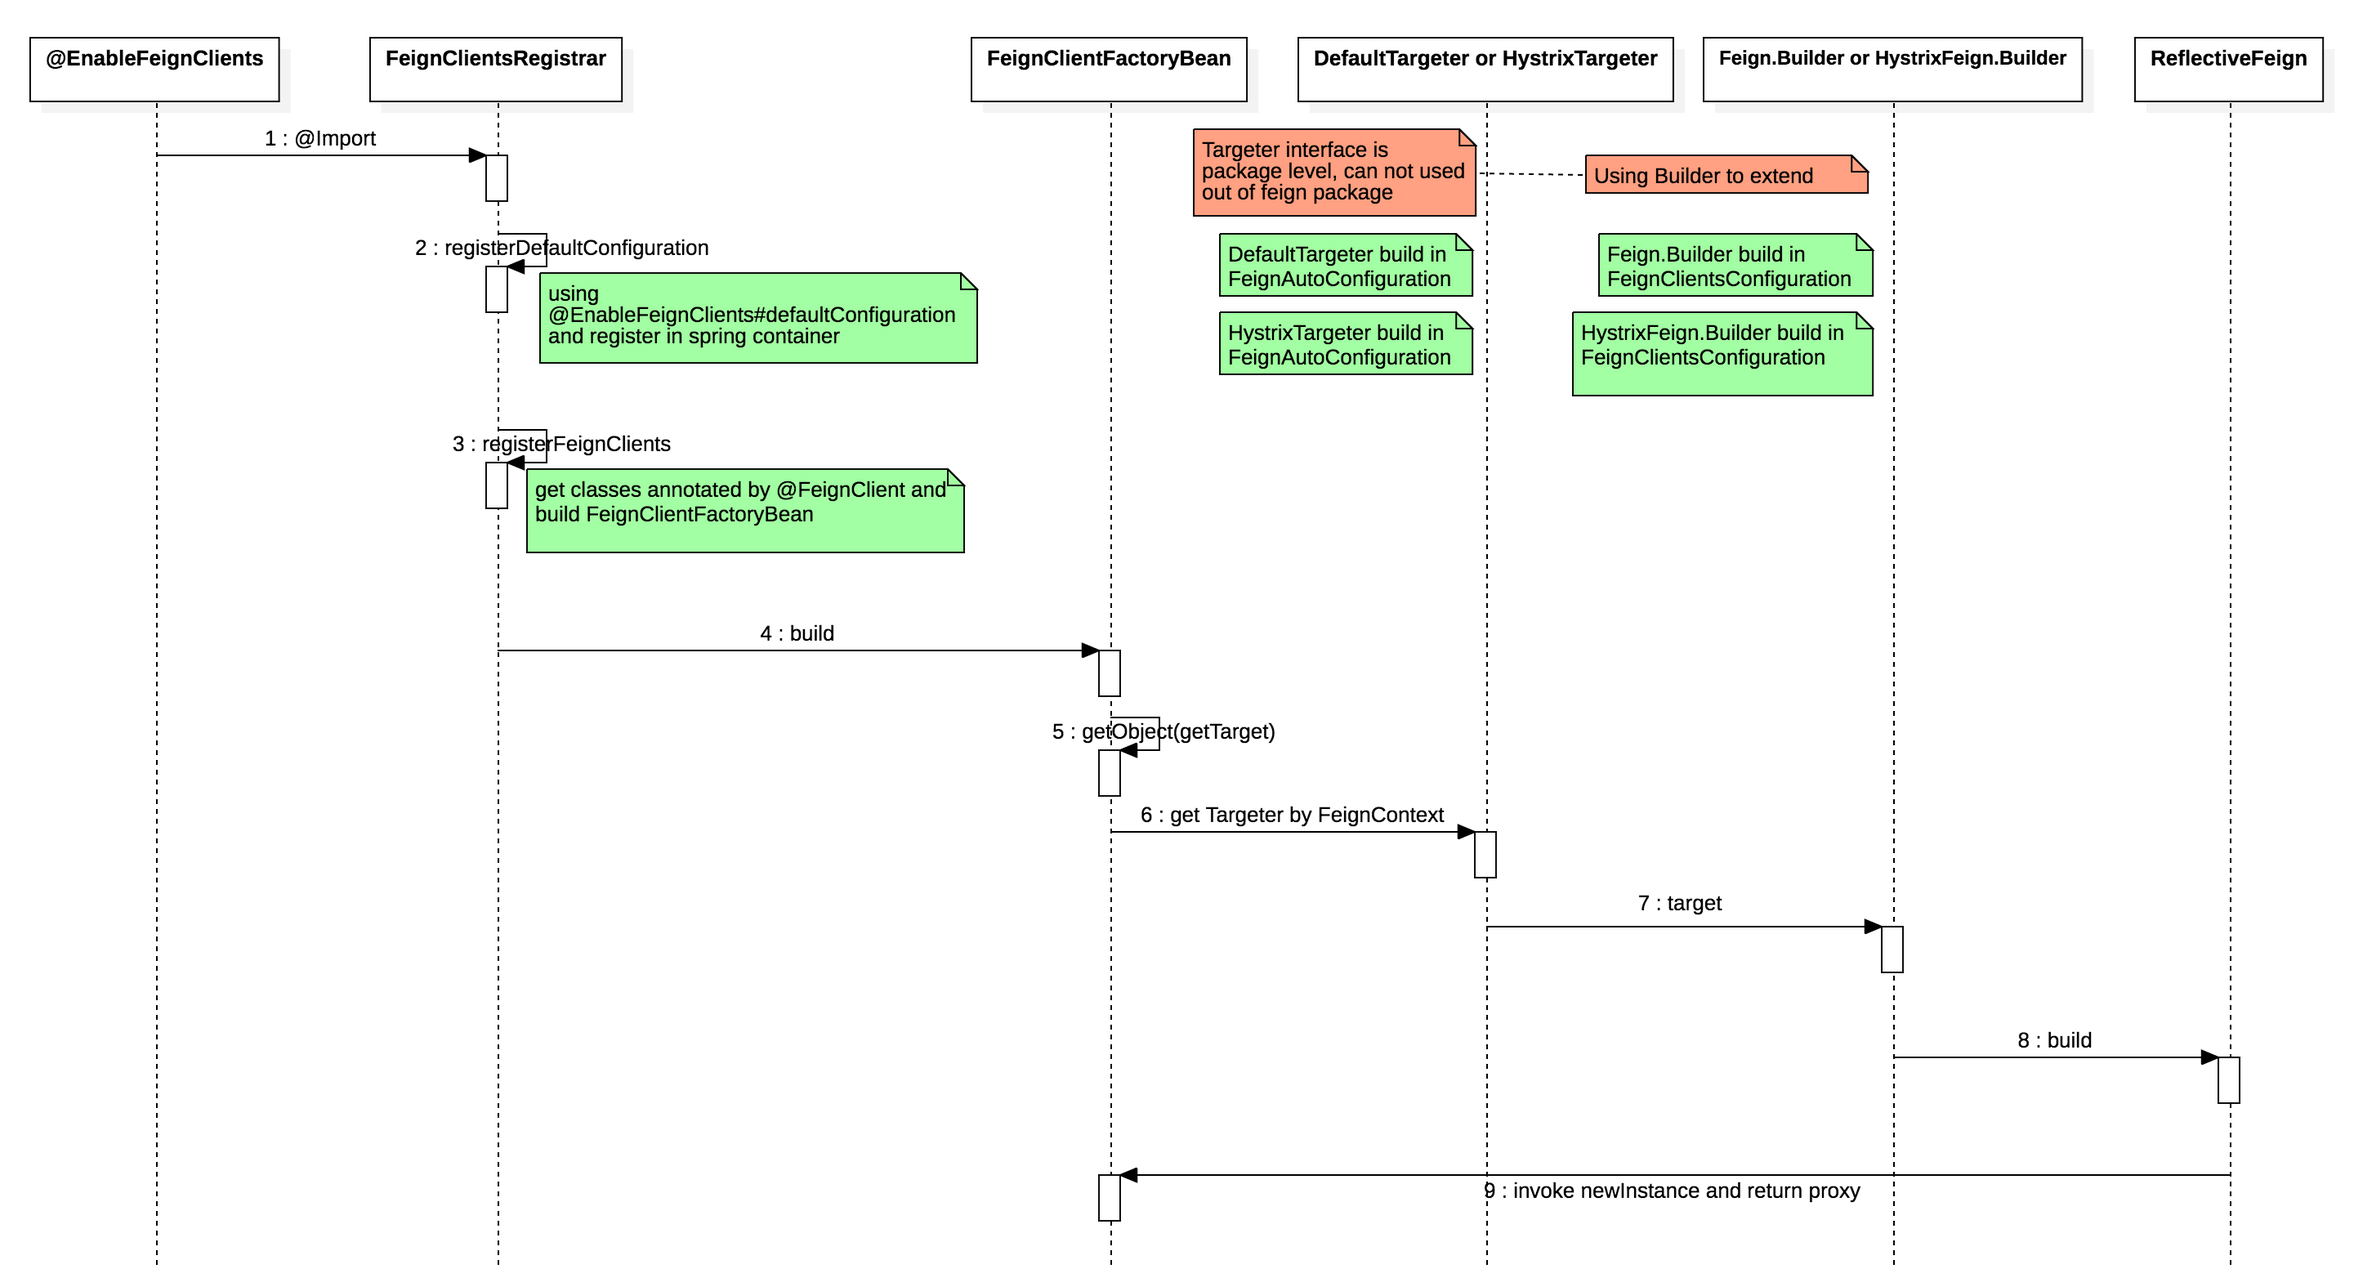 @EnableFeignClients
FeignClientsRegistrar
FeignClientFactoryBean
DefaultTargeter or HystrixTargeter
Feign.Builder or HystrixFeign.Builder
ReflectiveFeign
1 : @Import
Targeter interface is
package level, can not used
out of feign package
Using Builder to extend
2 : registerDefaultConfiguration
using
@EnableFeignClients#defaultConfiguration
and register in spring container
DefaultTargeter build in
FeignAutoConfiguration
Feign.Builder build in
FeignClientsConfiguration
HystrixTargeter build in
FeignAutoConfiguration
HystrixFeign.Builder build in
FeignClientsConfiguration
3 : registerFeignClients
get classes annotated by @FeignClient and
build FeignClientFactoryBean
4 : build
5 : getObject(getTarget)
6 : get Targeter by FeignContext
7 : target
8 : build
9 : invoke newInstance and return proxy